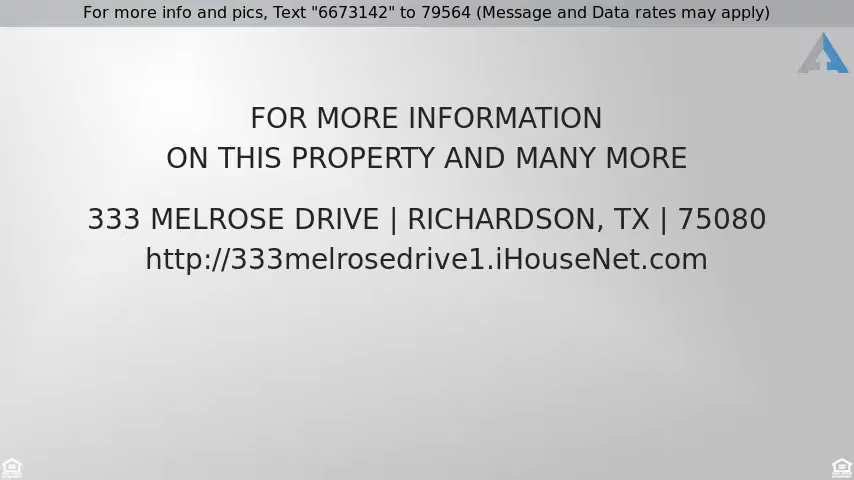 For more info and pics, Text "6673142" to 79564 (Message and Data rates may apply)
FOR MORE INFORMATION
ON THIS PROPERTY AND MANY MORE
333 MELROSE DRIVE | RICHARDSON, TX | 75080
http://333melrosedrive1.iHouseNet.com